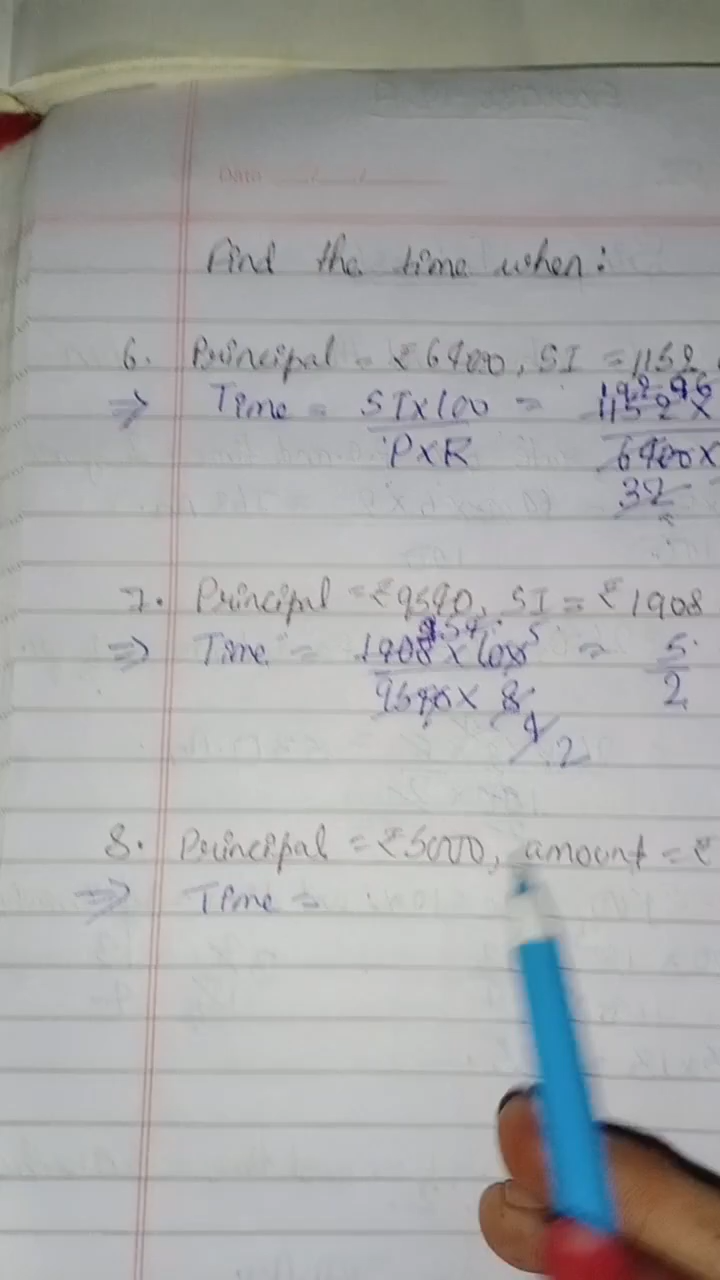 Date / /
Find the time when:
6. Principal = ₹6400, SI = 1152
⇒ Time = SI x 100 / P x R = 1152 x / 6400 x
32
7. Principal = ₹9540, SI = ₹1908
⇒ Time = 1908 x 100 / 9540 x 8 = 5/2
4
2
8. Principal = ₹5000, amount = ₹
⇒ Time =